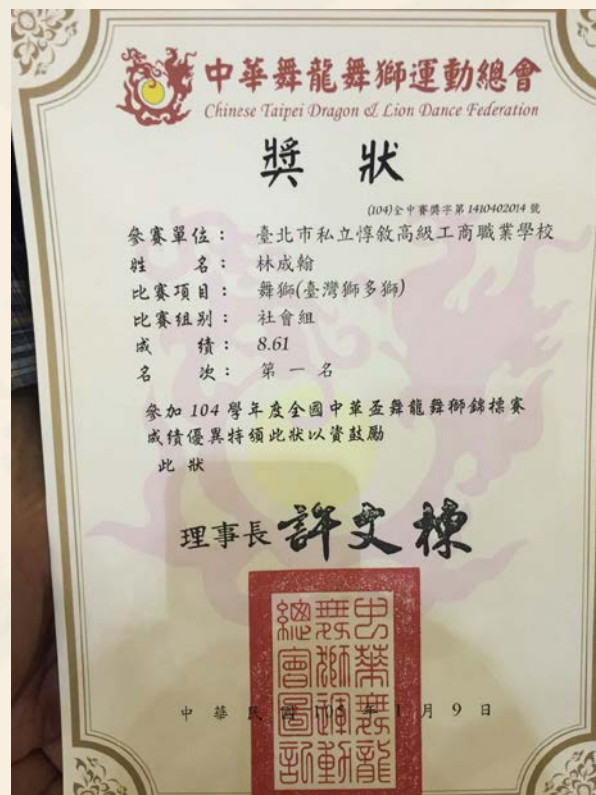 中華舞龍舞獅運動總會
Chinese Taipei Dragon & Lion Dance Federation
獎 狀
(104)全中賽獎字第1410402014號
參賽單位： 臺北市私立惇敘高級工商職業學校
姓 名： 林成翰
比賽項目： 舞獅(臺灣獅多獅)
比賽組別： 社會組
成 績： 8.61
名 次： 第一名
參加 104 學年度全國中華盃舞龍舞獅錦標賽
成績優異特頒此狀以資鼓勵
此 狀
理事長 許文棟
中華舞龍
舞獅運動
總會圖記
中 華 民 國 105 年 1 月 9 日